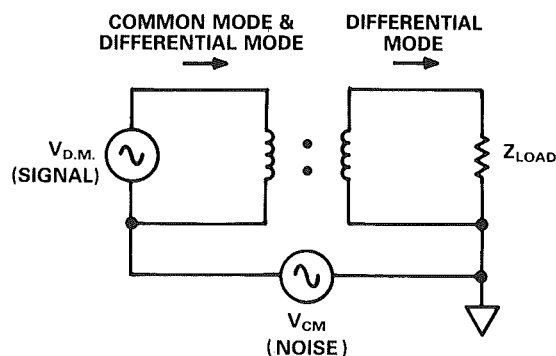 COMMON MODE &
DIFFERENTIAL MODE
DIFFERENTIAL
MODE
VD.M.
(SIGNAL)
ZLOAD
VCM
(NOISE)